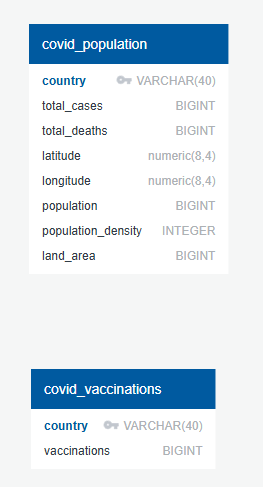 covid_population
country VARCHAR(40)
total_cases BIGINT
total_deaths BIGINT
latitude numeric(8,4)
longitude numeric(8,4)
population BIGINT
population_density INTEGER
land_area BIGINT
covid_vaccinations
country VARCHAR(40)
vaccinations BIGINT